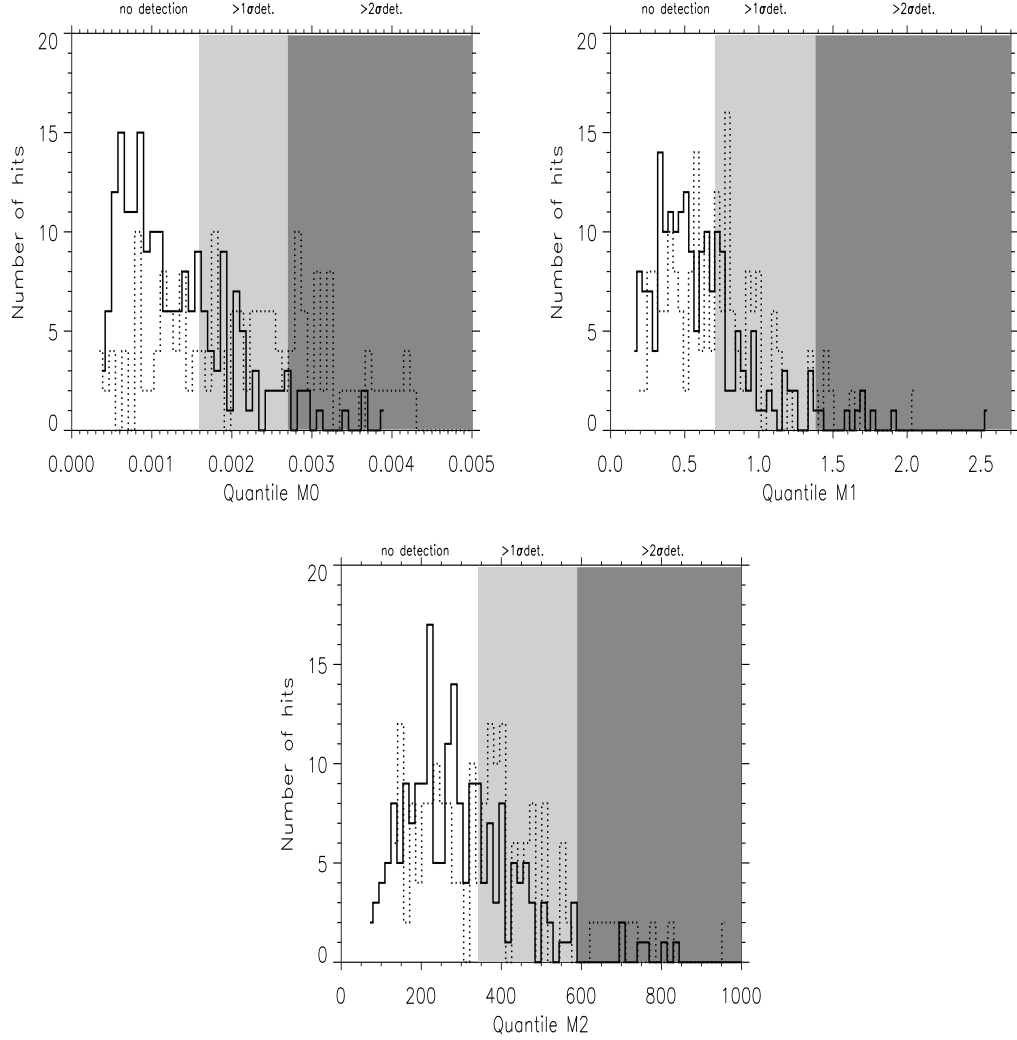 no detection >1σdet. >2σdet.
20
15
10
5
0
Number of hits
0.000 0.001 0.002 0.003 0.004 0.005
Quantile M0
no detection >1σdet. >2σdet.
20
15
10
5
0
Number of hits
0.0 0.5 1.0 1.5 2.0 2.5
Quantile M1
no detection >1σdet. >2σdet.
20
15
10
5
0
Number of hits
0 200 400 600 800 1000
Quantile M2